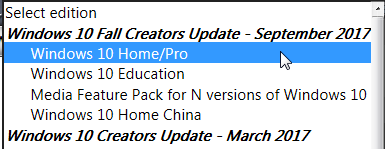 Select edition
Windows 10 Fall Creators Update - September 2017
Windows 10 Home/Pro
Windows 10 Education
Media Feature Pack for N versions of Windows 10
Windows 10 Home China
Windows 10 Creators Update - March 2017